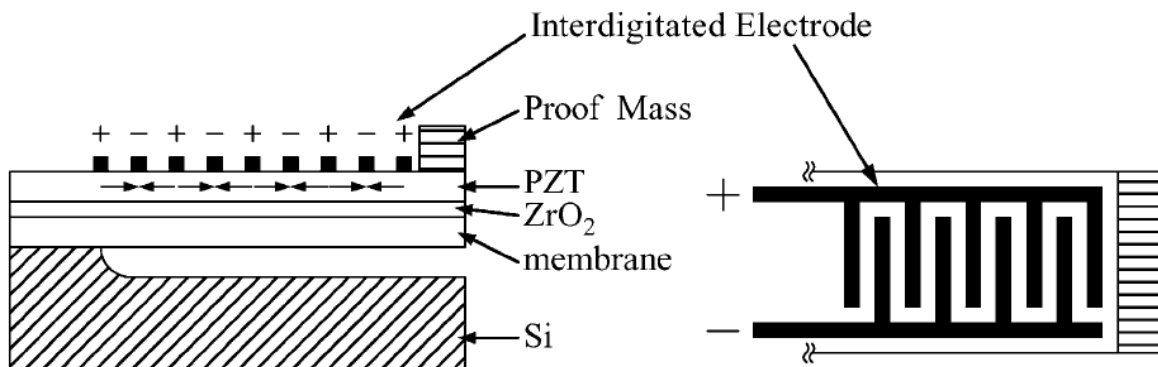 Interdigitated Electrode
Proof Mass
+ − + − + − + − +
PZT
ZrO₂
membrane
Si
+
−